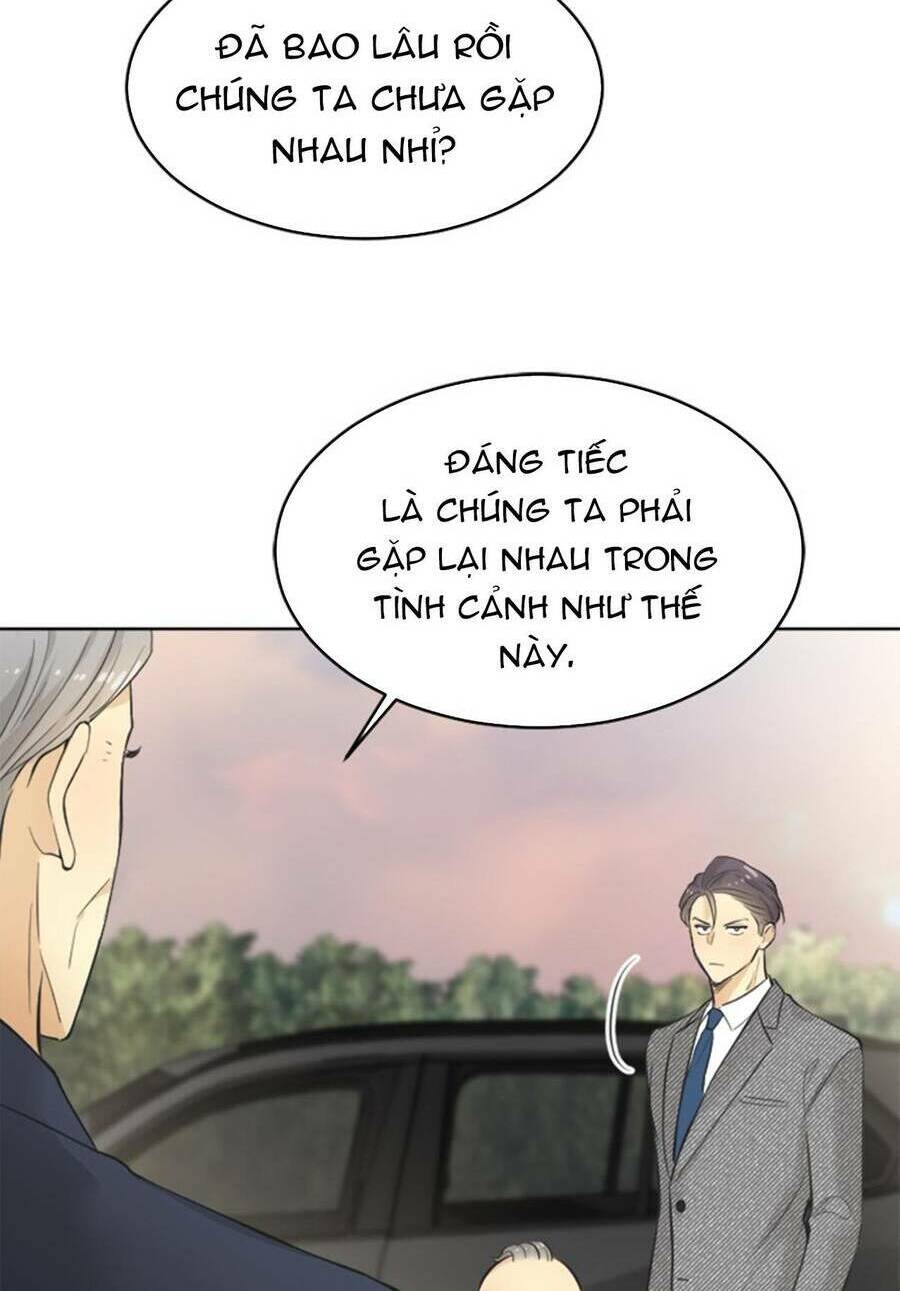 ĐÃ BAO LÂU RỒI
CHÚNG TA CHƯA GẶP
NHAU NHỈ?
ĐÁNG TIẾC
LÀ CHÚNG TA PHẢI
GẶP LẠI NHAU TRONG
TÌNH CẢNH NHƯ THẾ
NÀY.